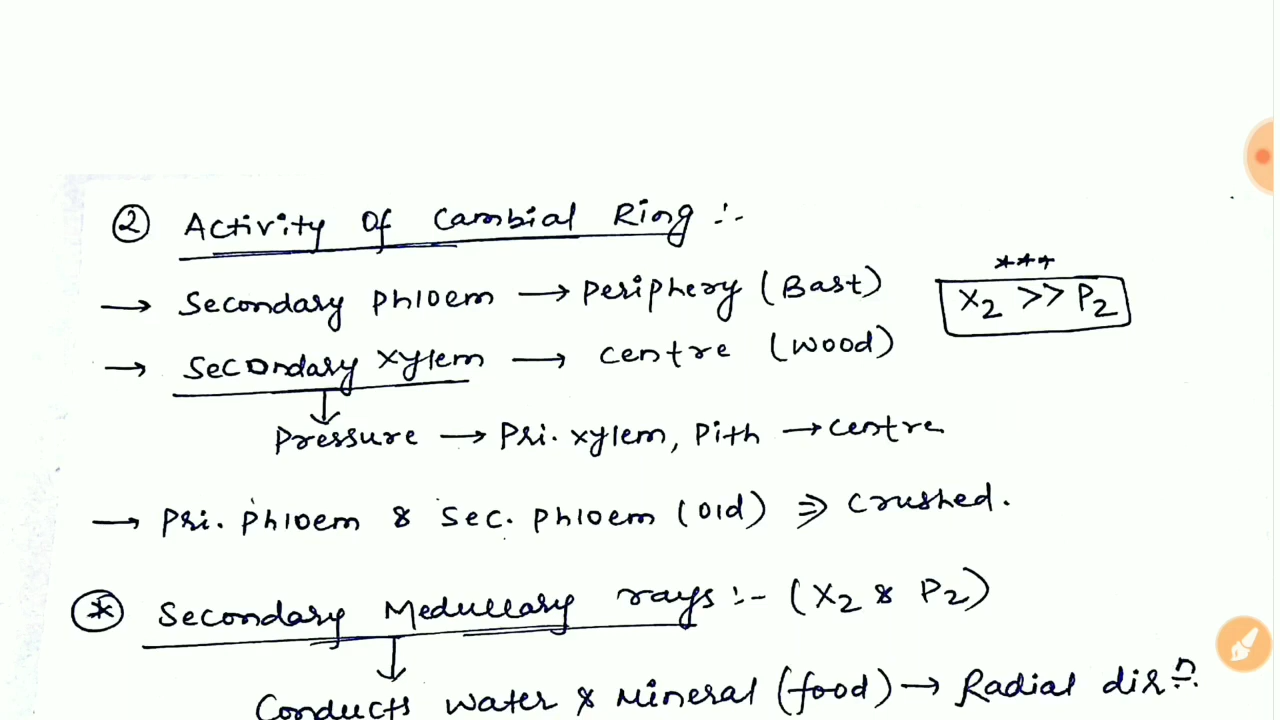 ② Activity Of Cambial Ring :-
→ Secondary Phloem → Periphery (Bast)
*** X₂ >> P₂
→ Secondary Xylem → Centre (Wood)
↓
Pressure → Pri. xylem, Pith → Centre
→ Pri. Phloem & Sec. Phloem (Old) ⇒ Crushed.
✱ Secondary Medullary rays :- (X₂ & P₂)
↓
Conducts Water & Mineral (food) → Radial dirⁿ.